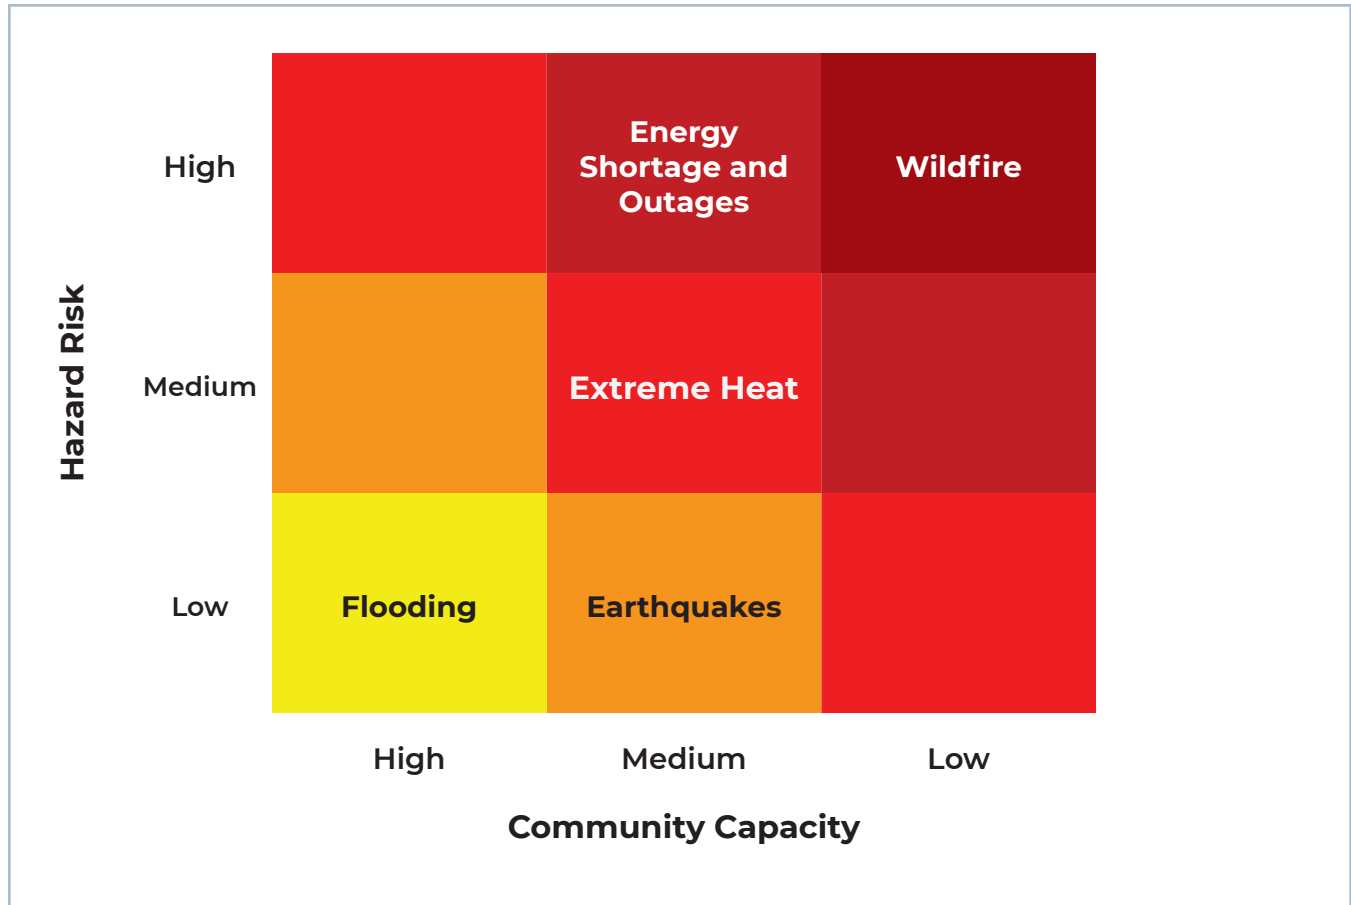 Hazard Risk
High
Energy
Shortage and
Outages
Wildfire
Medium
Extreme Heat
Low
Flooding
Earthquakes
High
Medium
Low
Community Capacity